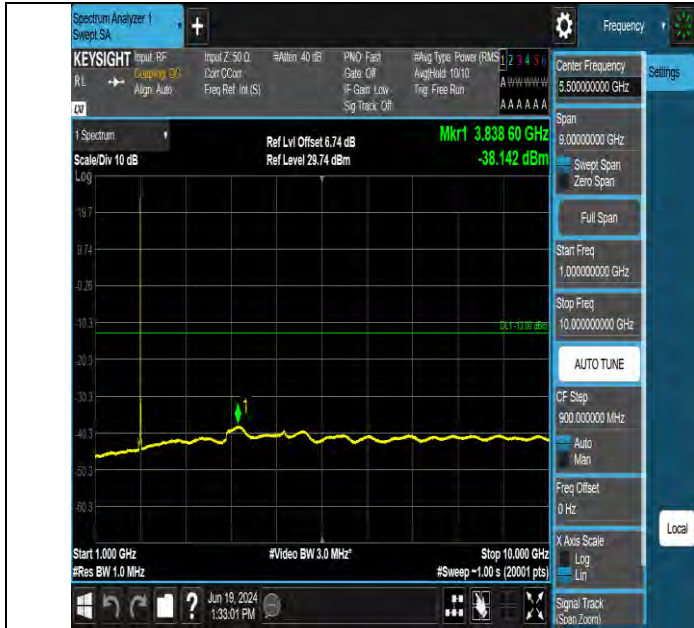 Spectrum Analyzer 1
Swept SA
Frequency
KEYSIGHT
RL
Input: RF
Coupling: DC
Align: Auto
Input Z: 50 Ω
Corr CCorr
Freq Ref: Int (S)
#Atten: 40 dB
PNO: Fast
Gate: Off
IF Gain: Low
Sig Track: Off
#Avg Type: Power (RMS
Avg|Hold: 10/10
Trig: Free Run
1 2 3 4 5 6
A W W W W W
A A A A A A
Center Frequency
5.500000000 GHz
Settings
1 Spectrum
Scale/Div 10 dB
Log
Ref Lvl Offset 6.74 dB
Ref Level 29.74 dBm
Mkr1 3.838 60 GHz
-38.142 dBm
Span
9.00000000 GHz
Swept Span
Zero Span
Full Span
Start Freq
1.000000000 GHz
Stop Freq
10.000000000 GHz
AUTO TUNE
CF Step
900.000000 MHz
Auto
Man
Freq Offset
0 Hz
X Axis Scale
Log
Lin
Local
Signal Track
(Span Zoom)
19.7
9.74
-0.26
-10.3
DL1 -13.00 dBm
-20.3
-30.3
1
-40.3
-50.3
-60.3
Start 1.000 GHz
#Res BW 1.0 MHz
#Video BW 3.0 MHz*
Stop 10.000 GHz
#Sweep ~1.00 s (20001 pts)
?
Jun 19, 2024
1:33:01 PM